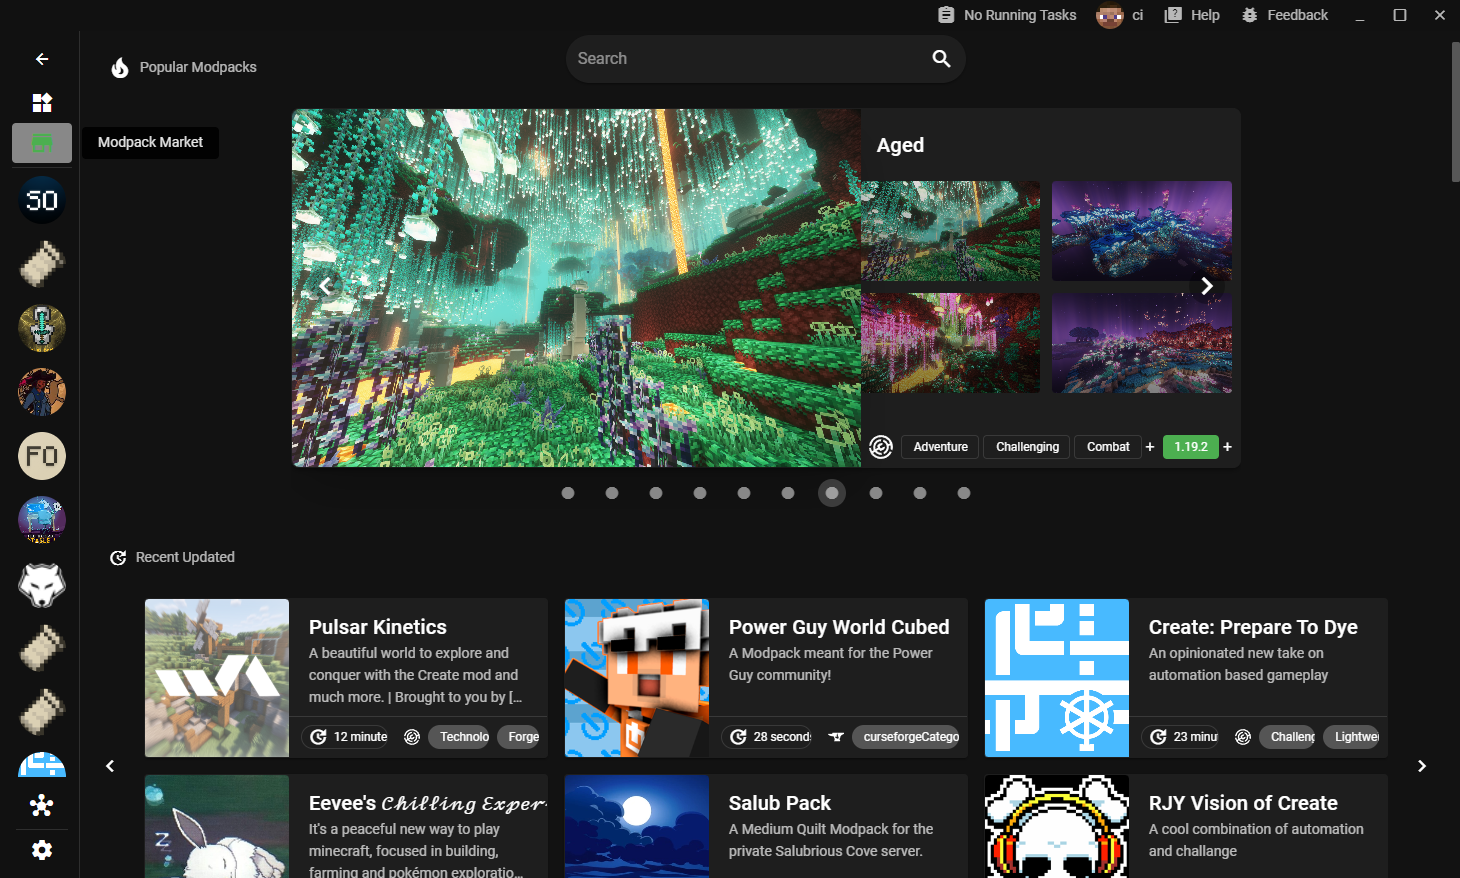 No Running Tasks
ci
Help
Feedback
Popular Modpacks
Search
Modpack Market
SO
FO
Aged
Adventure
Challenging
Combat
+
1.19.2
+
Recent Updated
Pulsar Kinetics
A beautiful world to explore and
conquer with the Create mod and
much more. | Brought to you by […
12 minute
Technolo
Forge
Power Guy World Cubed
A Modpack meant for the Power
Guy community!
28 second
curseforgeCatego
Create: Prepare To Dye
An opinionated new take on
automation based gameplay
23 minu
Challeng
Lightwe
Eevee's 𝓒𝓱𝓲𝓵𝓵𝓲𝓷𝓰 𝓔𝔁𝓹𝓮𝓻
It's a peaceful new way to play
minecraft, focused in building,
farming and pokémon exploratio…
Z
z
Salub Pack
A Medium Quilt Modpack for the
private Salubrious Cove server.
RJY Vision of Create
A cool combination of automation
and challange